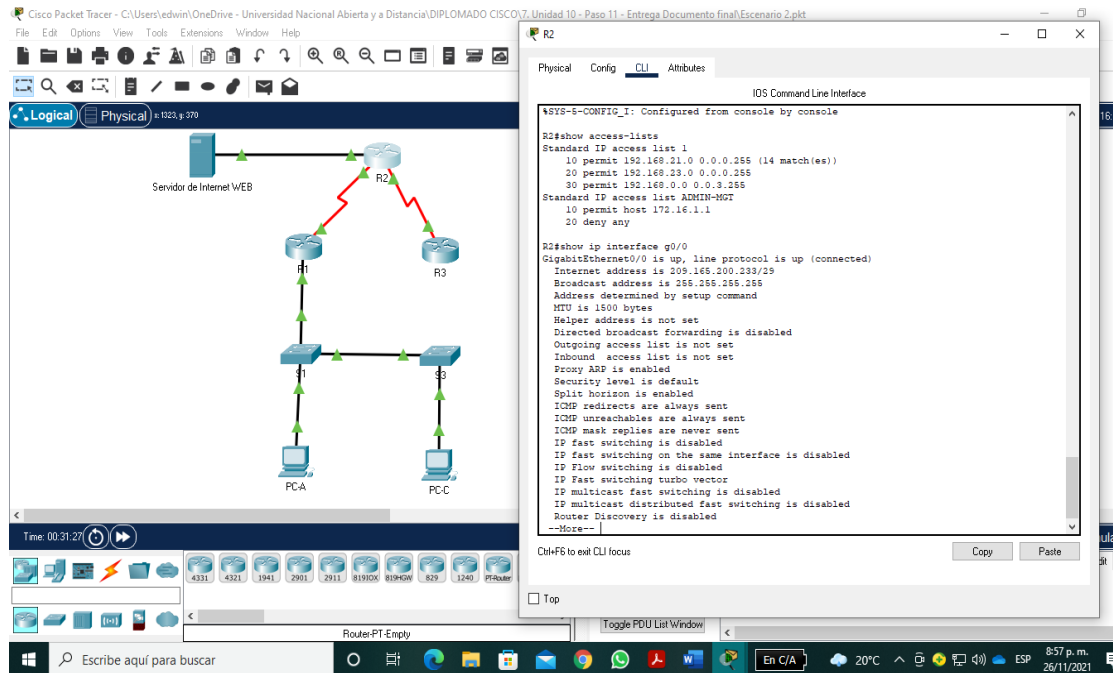 Cisco Packet Tracer - C:\Users\edwin\OneDrive - Universidad Nacional Abierta y a Distancia\DIPLOMADO CISCO\7. Unidad 10 - Paso 11 - Entrega Documento final\Escenario 2.pkt
File Edit Options View Tools Extensions Window Help
Logical
Physical
x: 1323, y: 370
Servidor de Internet WEB
R2
R1
R3
S1
S3
PC-A
PC-C
Time: 00:31:27
4331
4321
1941
2901
2911
819IOX
819HGW
829
1240
PT-Router
Router-PT-Empty
Toggle PDU List Window
R2
Physical Config CLI Attributes
IOS Command Line Interface
%SYS-5-CONFIG_I: Configured from console by console
R2#show access-lists
Standard IP access list 1
10 permit 192.168.21.0 0.0.0.255 (14 match(es))
20 permit 192.168.23.0 0.0.0.255
30 permit 192.168.0.0 0.0.3.255
Standard IP access list ADMIN-MGT
10 permit host 172.16.1.1
20 deny any
R2#show ip interface g0/0
GigabitEthernet0/0 is up, line protocol is up (connected)
Internet address is 209.165.200.233/29
Broadcast address is 255.255.255.255
Address determined by setup command
MTU is 1500 bytes
Helper address is not set
Directed broadcast forwarding is disabled
Outgoing access list is not set
Inbound access list is not set
Proxy ARP is enabled
Security level is default
Split horizon is enabled
ICMP redirects are always sent
ICMP unreachables are always sent
ICMP mask replies are never sent
IP fast switching is disabled
IP fast switching on the same interface is disabled
IP Flow switching is disabled
IP Fast switching turbo vector
IP multicast fast switching is disabled
IP multicast distributed fast switching is disabled
Router Discovery is disabled
--More--
Ctrl+F6 to exit CLI focus
Copy
Paste
Top
16:
Escribe aquí para buscar
En C/A
20°C
ESP
8:57 p. m.
26/11/2021